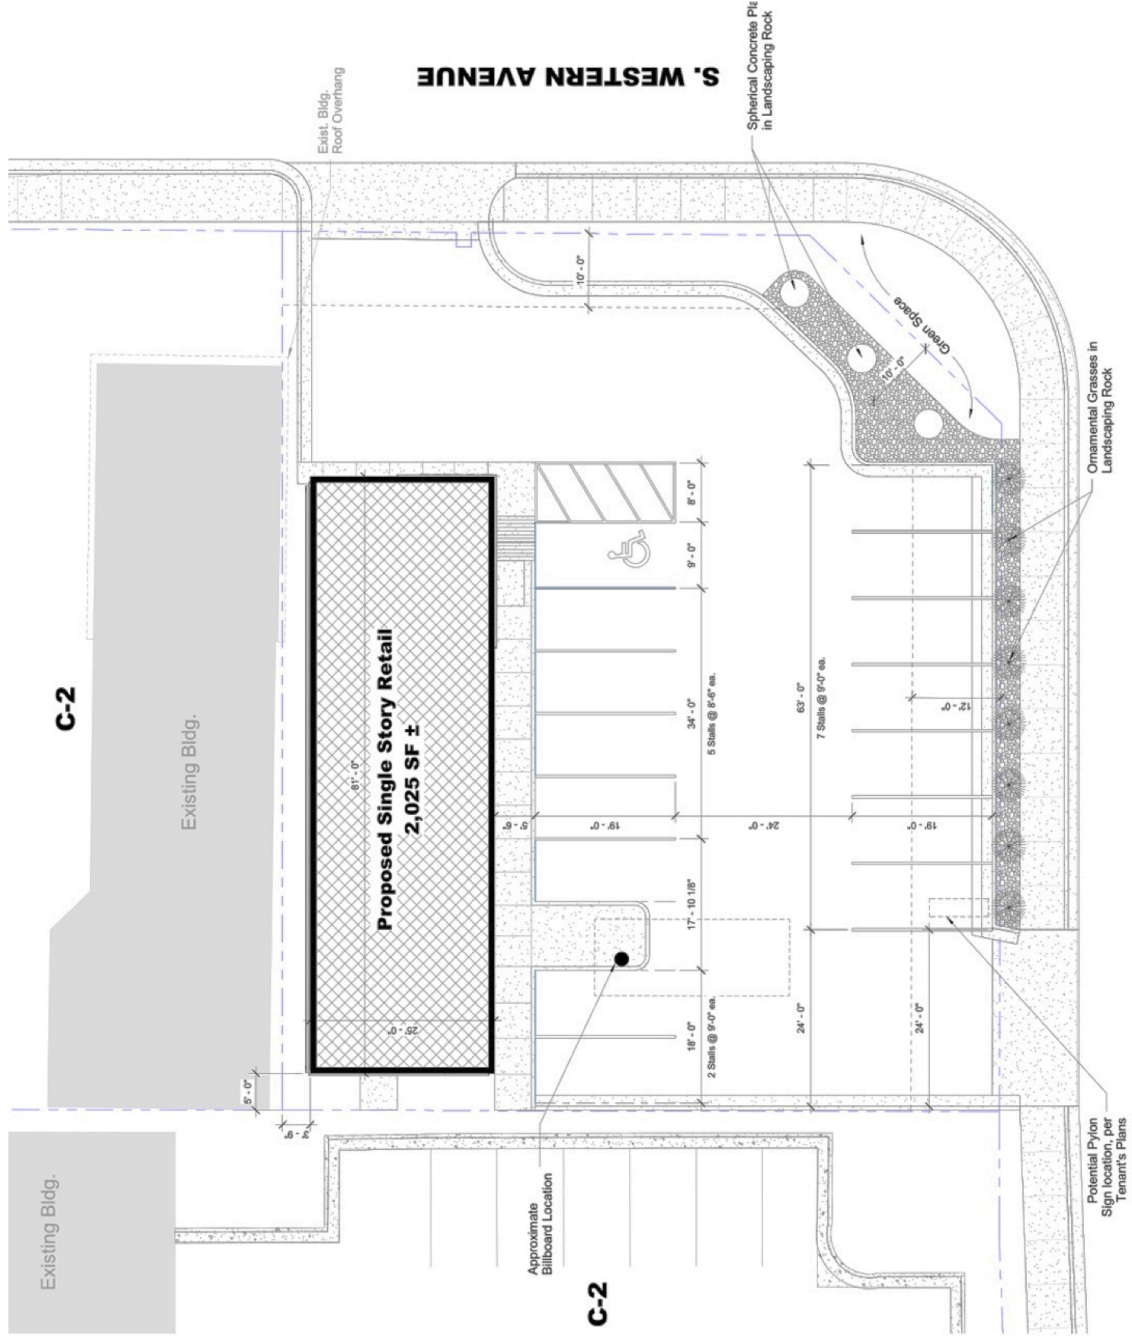 S. WESTERN AVENUE
Spherical Concrete Pla
in Landscaping Rock
Exist. Bldg.
Roof Overhang
10' - 0"
Green Space
10' - 0"
Ornamental Grasses in
Landscaping Rock
C-2
Existing Bldg.
Proposed Single Story Retail
2,025 SF ±
81' - 0"
25' - 0"
8' - 0"
9' - 0"
34' - 0"
5 Stalls @ 8'-6" ea.
63' - 0"
7 Stalls @ 9'-0" ea.
12' - 0"
5' - 6"
19' - 0"
24' - 0"
19' - 0"
17' - 10 1/8"
18' - 0"
2 Stalls @ 9'-0" ea.
24' - 0"
24' - 0"
5' - 0"
Existing Bldg.
Approximate
Billboard Location
C-2
Potential Pylon
Sign location, per
Tenant's Plans